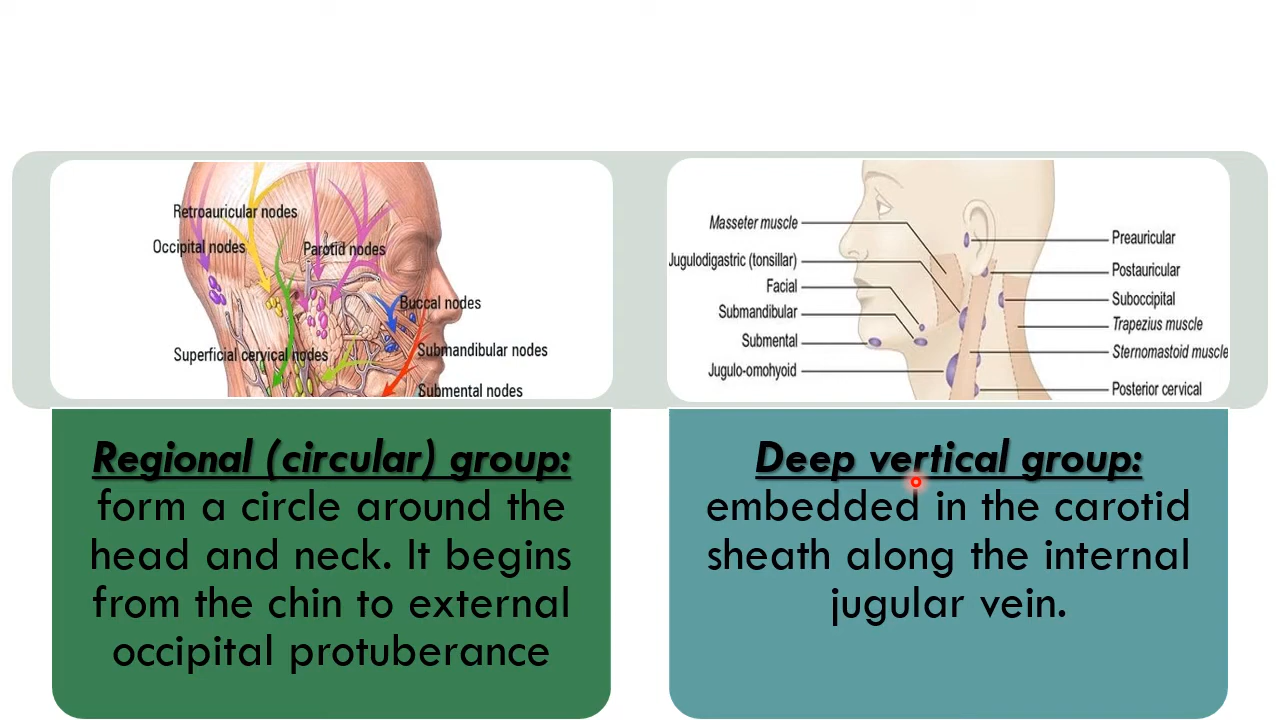 Retroauricular nodes
Occipital nodes
Parotid nodes
Buccal nodes
Superficial cervical nodes
Submandibular nodes
Submental nodes
Masseter muscle
Jugulodigastric (tonsillar)
Facial
Submandibular
Submental
Jugulo-omohyoid
Preauricular
Postauricular
Suboccipital
Trapezius muscle
Sternomastoid muscle
Posterior cervical
Regional (circular) group:
form a circle around the
head and neck. It begins
from the chin to external
occipital protuberance
Deep vertical group:
embedded in the carotid
sheath along the internal
jugular vein.